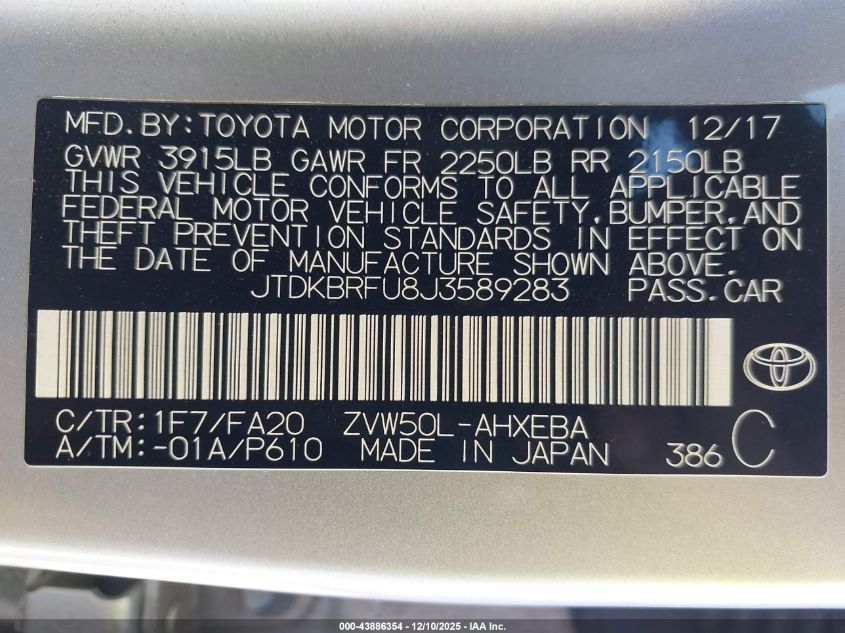 MFD.BY:TOYOTA MOTOR CORPORATION 12/17
GVWR 3915LB GAWR FR 2250LB RR 2150LB
THIS VEHICLE CONFORMS TO ALL APPLICABLE
FEDERAL MOTOR VEHICLE SAFETY,BUMPER,AND
THEFT PREVENTION STANDARDS IN EFFECT ON
THE DATE OF MANUFACTURE SHOWN ABOVE.
JTDKBRFU8J3589283 PASS.CAR
C/TR:1F7/FA20 ZVW50L-AHXEBA
A/TM:-01A/P610 MADE IN JAPAN 386 C
000-43886354 - 12/10/2025 - IAA Inc.